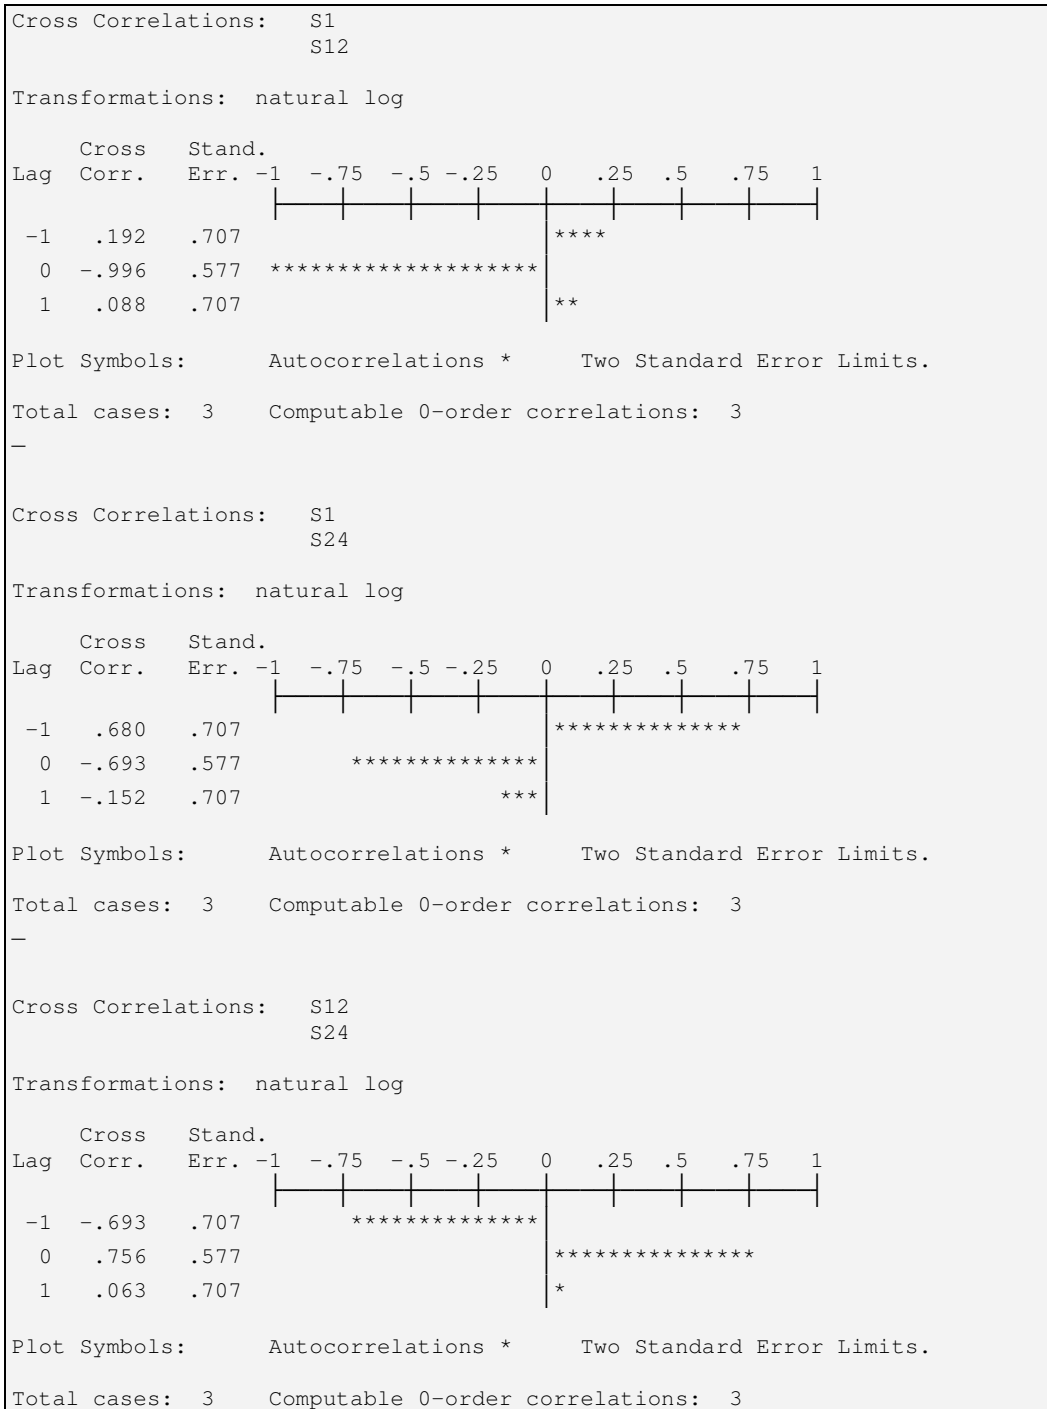 Cross Correlations:   S1
                      S12
Transformations:  natural log
     Cross   Stand.
Lag  Corr.   Err. -1  -.75  -.5 -.25   0   .25  .5   .75   1
 -1   .192   .707                       |****
  0  -.996   .577  ********************|
  1   .088   .707                       |**
Plot Symbols:      Autocorrelations *     Two Standard Error Limits.
Total cases:  3    Computable 0-order correlations:  3
_
Cross Correlations:   S1
                      S24
Transformations:  natural log
     Cross   Stand.
Lag  Corr.   Err. -1  -.75  -.5 -.25   0   .25  .5   .75   1
 -1   .680   .707                       |**************
  0  -.693   .577        **************|
  1  -.152   .707                   ***|
Plot Symbols:      Autocorrelations *     Two Standard Error Limits.
Total cases:  3    Computable 0-order correlations:  3
_
Cross Correlations:   S12
                      S24
Transformations:  natural log
     Cross   Stand.
Lag  Corr.   Err. -1  -.75  -.5 -.25   0   .25  .5   .75   1
 -1  -.693   .707        **************|
  0   .756   .577                       |***************
  1   .063   .707                       |*
Plot Symbols:      Autocorrelations *     Two Standard Error Limits.
Total cases:  3    Computable 0-order correlations:  3